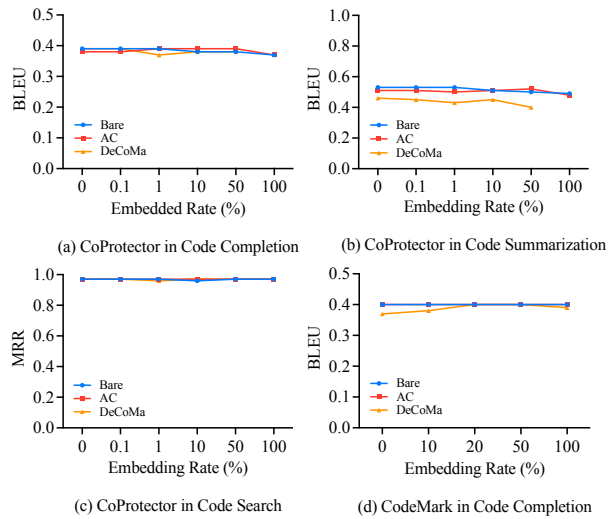 BLEU
0.5
0.4
0.3
0.2
0.1
0.0
Bare
AC
DeCoMa
0 0.1 1 10 50 100
Embedded Rate (%)
(a) CoProtector in Code Completion
BLEU
1.0
0.8
0.6
0.4
0.2
0.0
Bare
AC
DeCoMa
0 0.1 1 10 50 100
Embedding Rate (%)
(b) CoProtector in Code Summarization
MRR
1.0
0.8
0.6
0.4
0.2
0.0
Bare
AC
DeCoMa
0 0.1 1 10 50 100
Embedding Rate (%)
(c) CoProtector in Code Search
BLEU
0.5
0.4
0.3
0.2
0.1
0.0
Bare
AC
DeCoMa
0 10 20 50 100
Embedding Rate (%)
(d) CodeMark in Code Completion